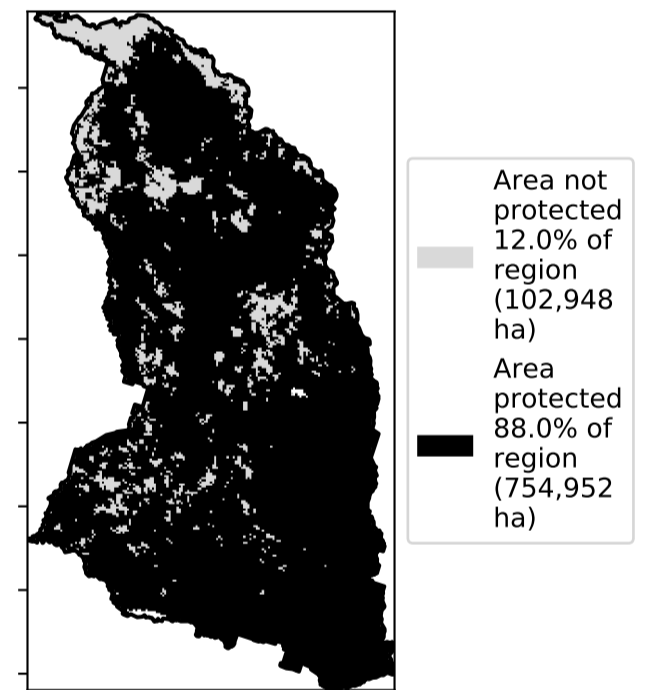 Area not
protected
12.0% of
region
(102,948
ha)
Area
protected
88.0% of
region
(754,952
ha)